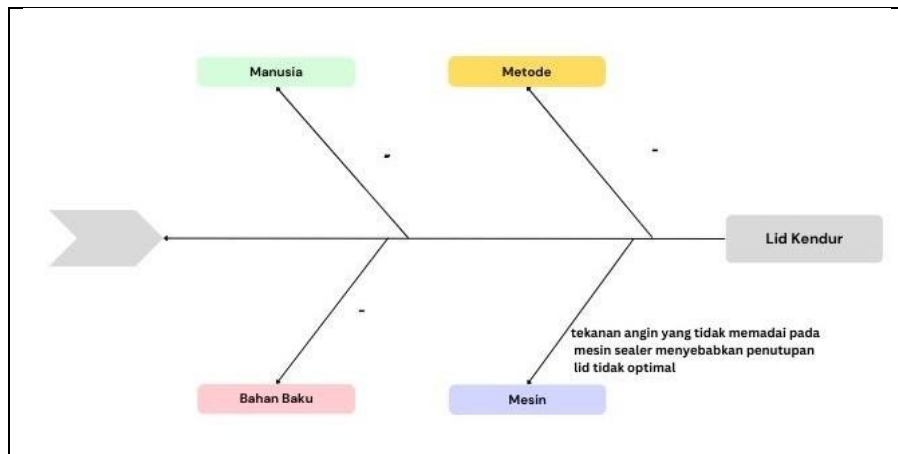 Manusia
Metode
-
-
Lid Kendur
-
tekanan angin yang tidak memadai pada
mesin sealer menyebabkan penutupan
lid tidak optimal
Bahan Baku
Mesin